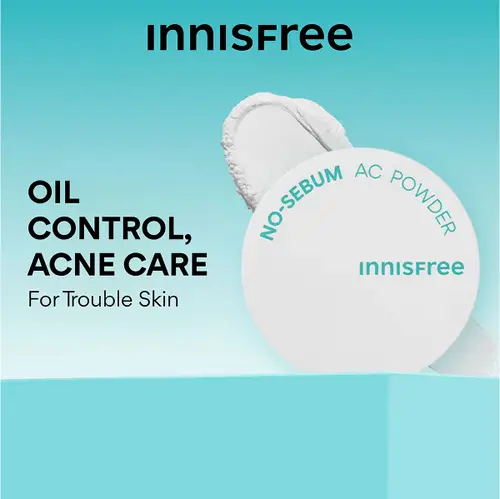 innisfree
OIL
CONTROL,
ACNE CARE
For Trouble Skin
NO-SEBUM AC POWDER
innisfree